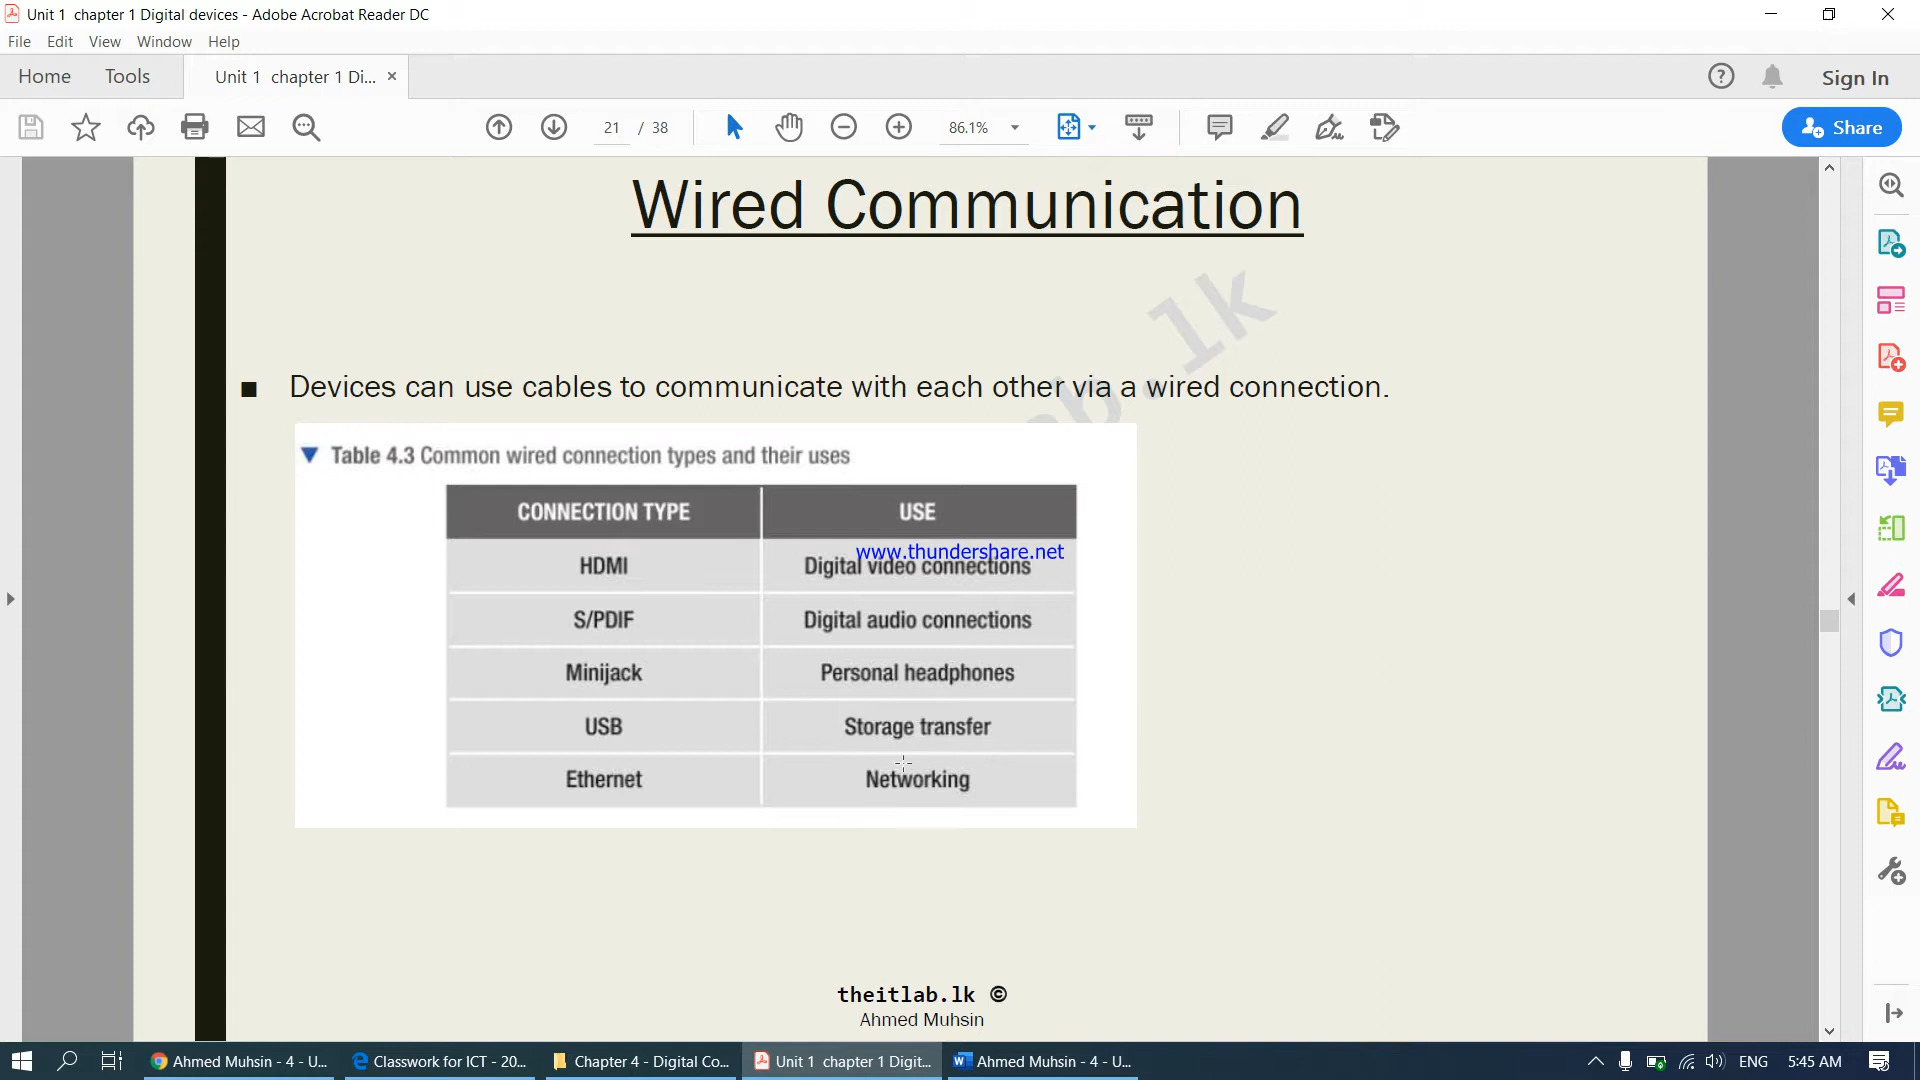 Unit 1  chapter 1 Digital devices - Adobe Acrobat Reader DC
File Edit View Window Help
Home Tools Unit 1  chapter 1 Di... × Sign In
21 / 38 86.1% Share
Wired Communication
■ Devices can use cables to communicate with each other via a wired connection.
Table 4.3 Common wired connection types and their uses
CONNECTION TYPE USE
www.thundershare.net
HDMI Digital video connections
S/PDIF Digital audio connections
Minijack Personal headphones
USB Storage transfer
Ethernet Networking
theitlab.lk ©
Ahmed Muhsin
Ahmed Muhsin - 4 - U... Classwork for ICT - 20... Chapter 4 - Digital Co... Unit 1  chapter 1 Digit... Ahmed Muhsin - 4 - U... ENG 5:45 AM